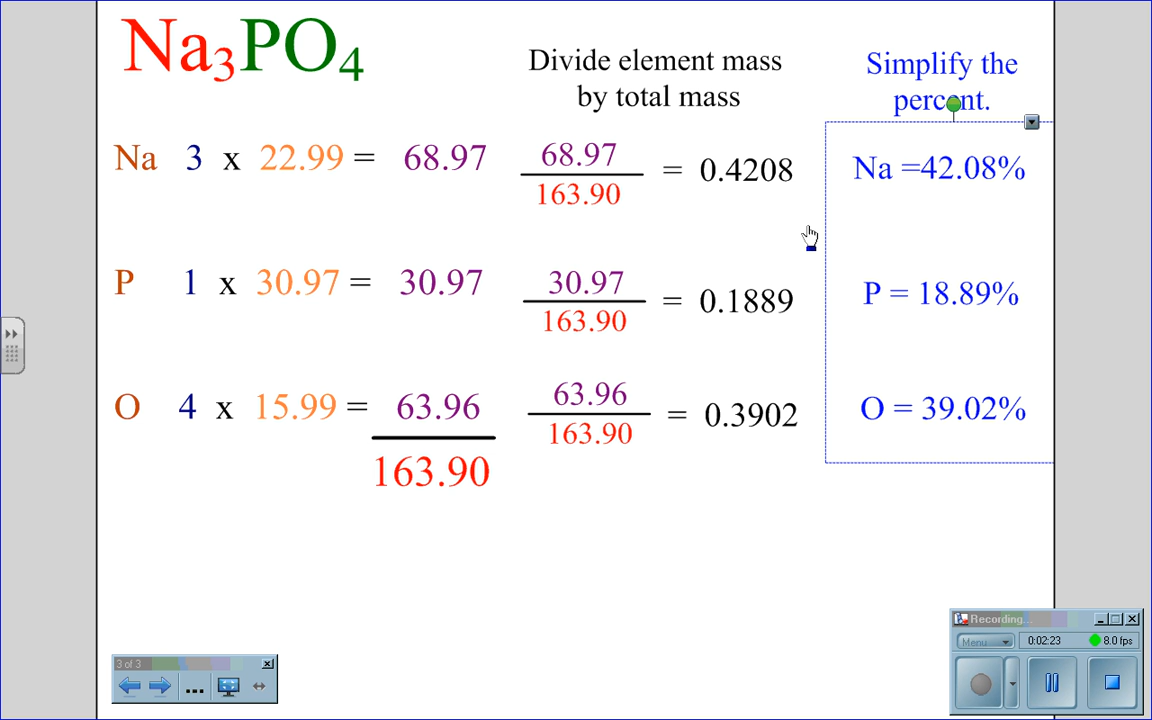 Na3PO4
Divide element mass
by total mass
Simplify the
percent.
Na 3 x 22.99 = 68.97
68.97
163.90
= 0.4208
Na =42.08%
P 1 x 30.97 = 30.97
30.97
163.90
= 0.1889
P = 18.89%
O 4 x 15.99 = 63.96
63.96
163.90
= 0.3902
O = 39.02%
163.90
3 of 3
...
Recording...
Menu
0:02:23
8.0 fps